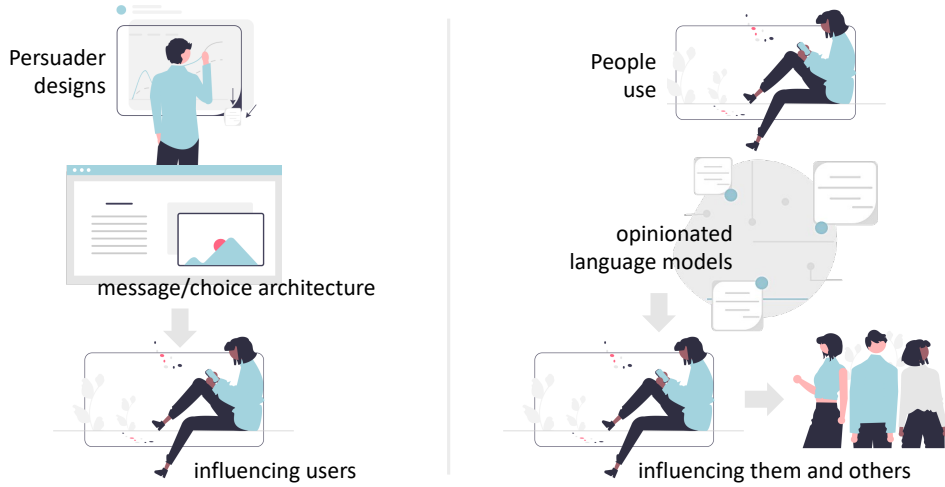 Persuader
designs
message/choice architecture
influencing users
People
use
opinionated
language models
influencing them and others